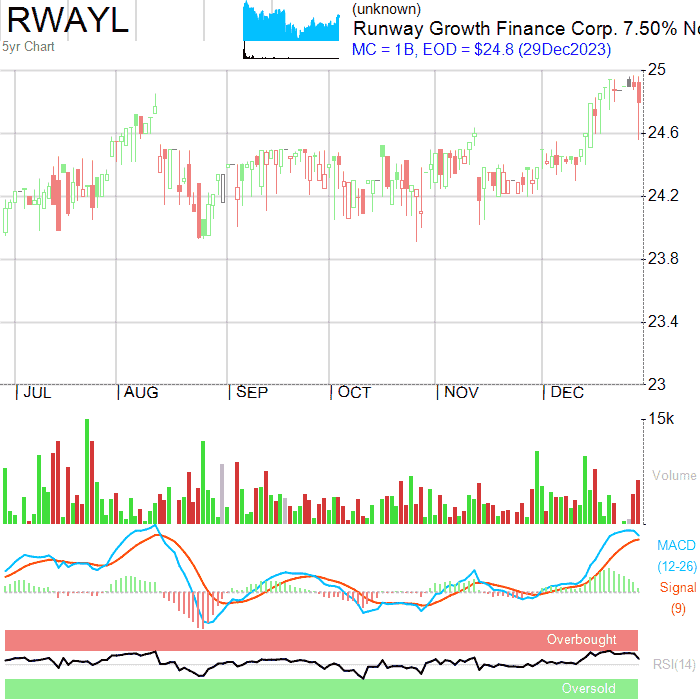 RWAYL
5yr Chart
(unknown)
Runway Growth Finance Corp. 7.50% No
MC = 1B, EOD = $24.8 (29Dec2023)
25
24.6
24.2
23.8
23.4
23
JUL AUG SEP OCT NOV DEC
15k
Volume
MACD
(12-26)
Signal
(9)
Overbought
RSI(14)
Oversold